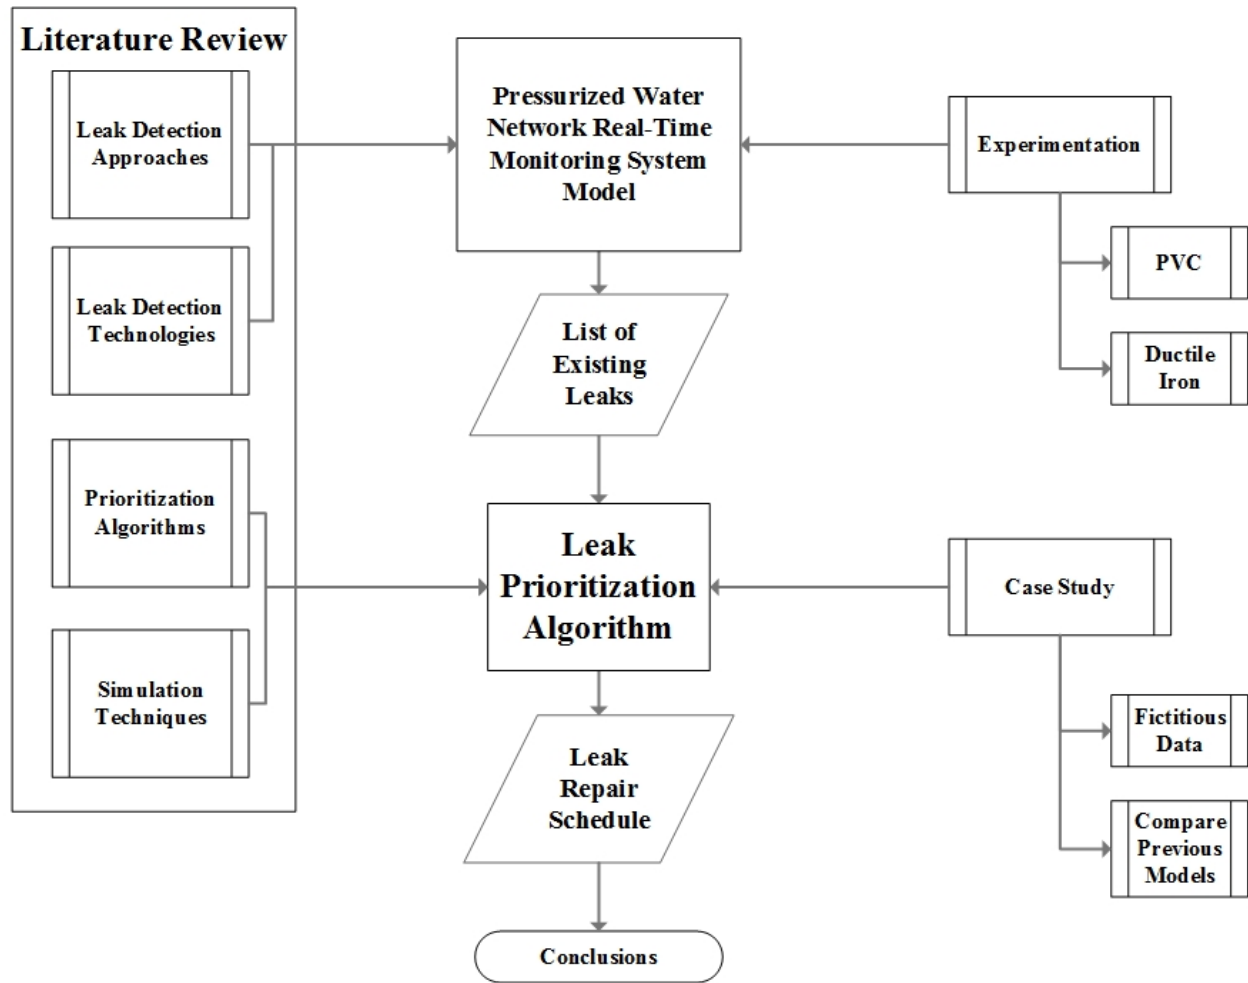 Literature Review
Leak Detection
Approaches
Leak Detection
Technologies
Prioritization
Algorithms
Simulation
Techniques
Pressurized Water
Network Real-Time
Monitoring System
Model
List of
Existing
Leaks
Leak
Prioritization
Algorithm
Leak
Repair
Schedule
Conclusions
Experimentation
PVC
Ductile
Iron
Case Study
Fictitious
Data
Compare
Previous
Models